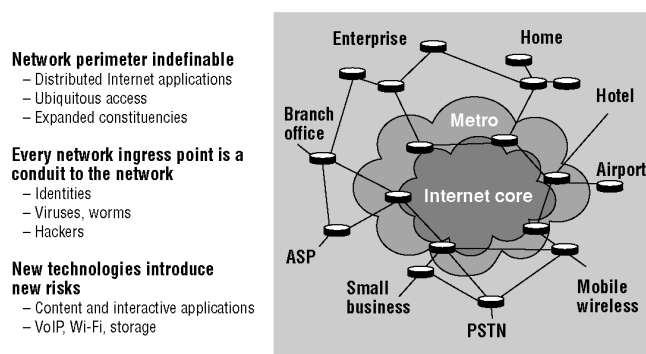 Network perimeter indefinable
– Distributed Internet applications
– Ubiquitous access
– Expanded constituencies
Every network ingress point is a
conduit to the network
– Identities
– Viruses, worms
– Hackers
New technologies introduce
new risks
– Content and interactive applications
– VoIP, Wi-Fi, storage
Enterprise
Home
Hotel
Branch
office
Metro
Airport
Internet core
ASP
Small
business
Mobile
wireless
PSTN